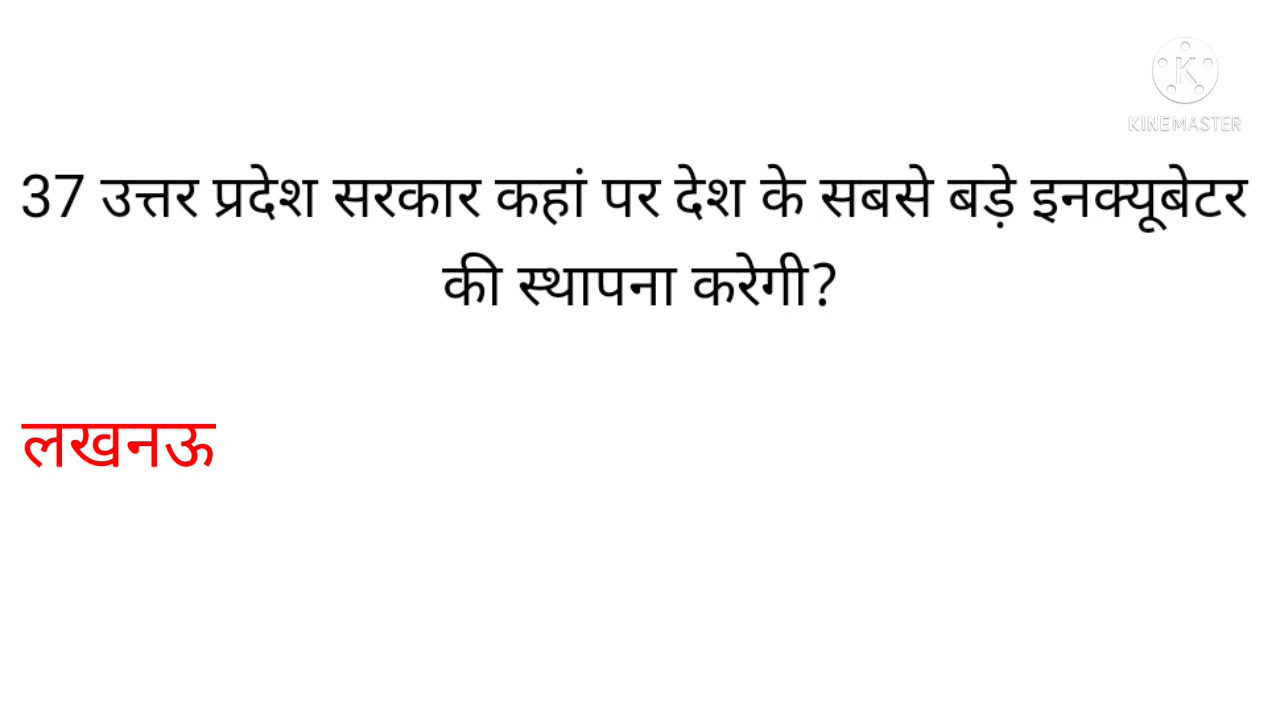 KINEMASTER
37 उत्तर प्रदेश सरकार कहां पर देश के सबसे बड़े इनक्यूबेटर
की स्थापना करेगी?
लखनऊ